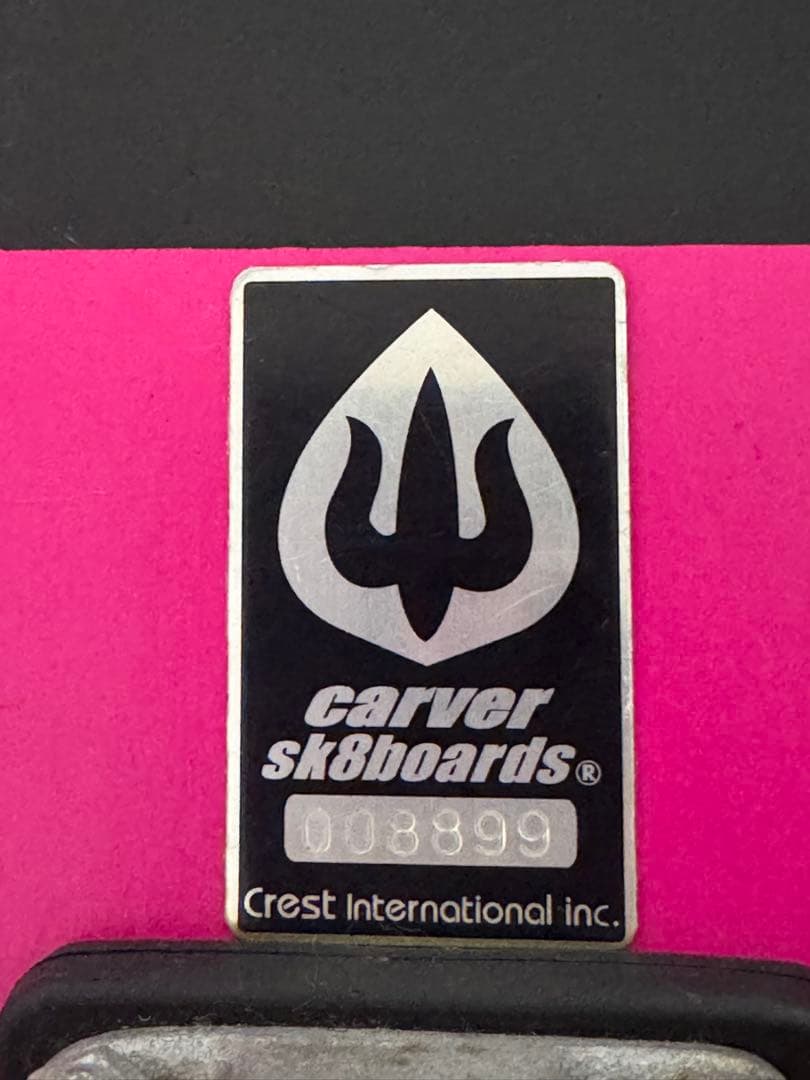 carver
sk8boards®
008899
Crest International inc.